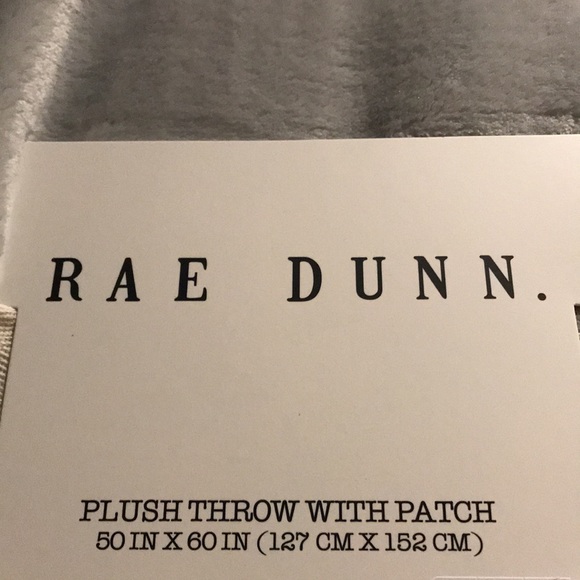 RAE DUNN.
PLUSH THROW WITH PATCH
50 IN X 60 IN (127 CM X 152 CM)